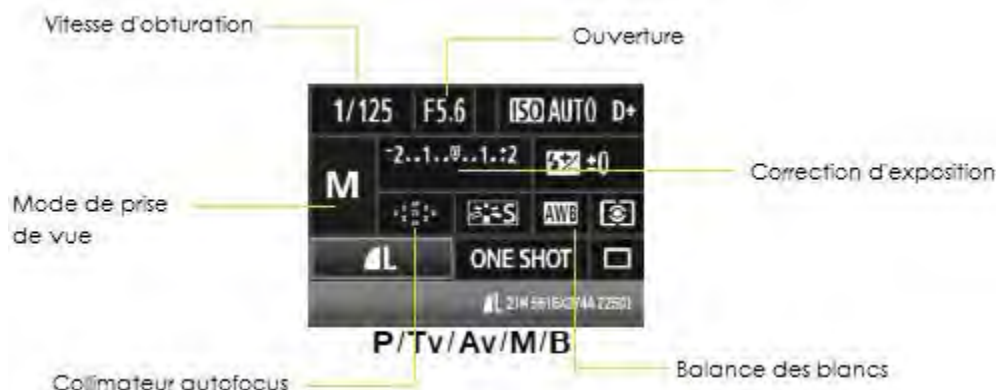 Vitesse d'obturation
Ouverture
1/125 F5.6 ISO AUTO D+
-2..1..0..1..+2 ±0
Correction d'exposition
M
Mode de prise
de vue
S AWB
L ONE SHOT
L
P/Tv/Av/M/B
Balance des blancs
Collimateur autofocus